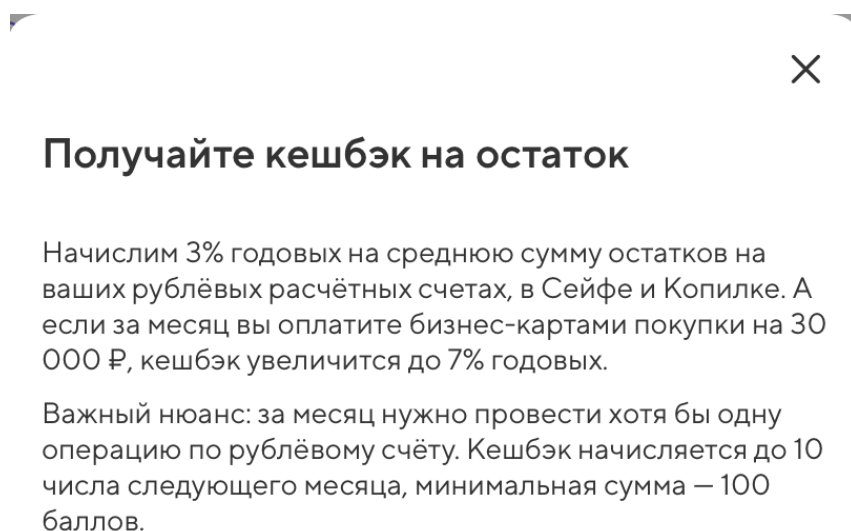 Получайте кешбэк на остаток
Начислим 3% годовых на среднюю сумму остатков на
ваших рублёвых расчётных счетах, в Сейфе и Копилке. А
если за месяц вы оплатите бизнес-картами покупки на 30
000 ₽, кешбэк увеличится до 7% годовых.
Важный нюанс: за месяц нужно провести хотя бы одну
операцию по рублёвому счёту. Кешбэк начисляется до 10
числа следующего месяца, минимальная сумма — 100
баллов.